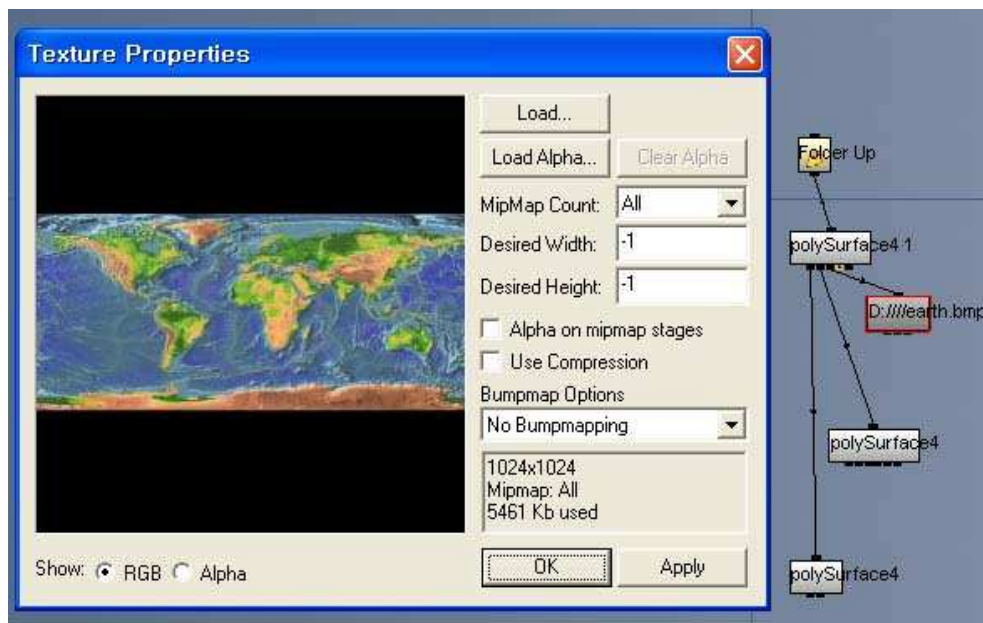 Texture Properties
Load...
Load Alpha...
Clear Alpha
MipMap Count:
All
Desired Width:
-1
Desired Height:
-1
Alpha on mipmap stages
Use Compression
Bumpmap Options
No Bumpmapping
1024x1024
Mipmap: All
5461 Kb used
Show:
RGB
Alpha
OK
Apply
Folder Up
polySurface4 1
D:////earth.bmp
polySurface4
polySurface4